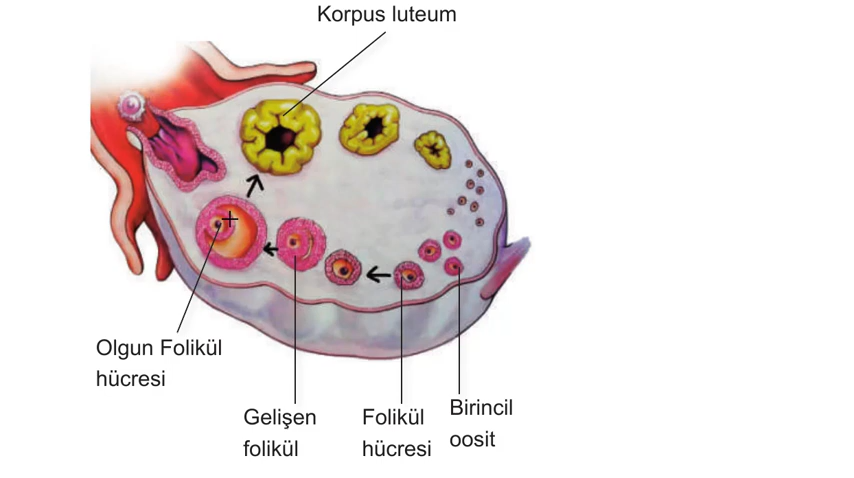 Korpus luteum
Olgun Folikül
hücresi
Gelişen
folikül
Folikül
hücresi
Birincil
oosit